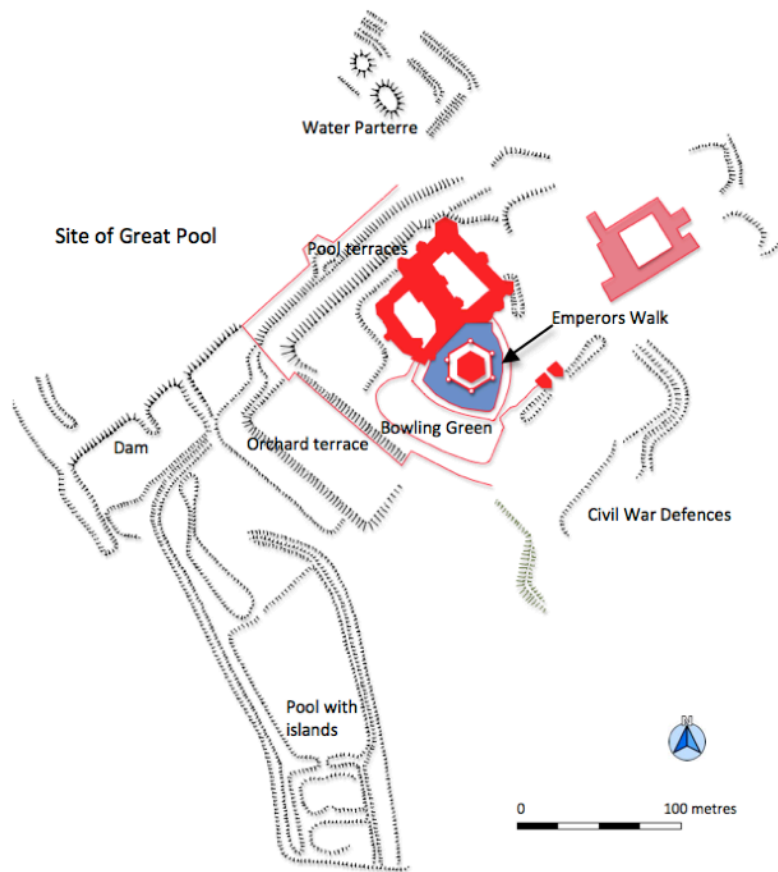 Water Parterre
Site of Great Pool
Pool terraces
Emperors Walk
Bowling Green
Orchard terrace
Dam
Civil War Defences
Pool with
islands
N
0 100 metres